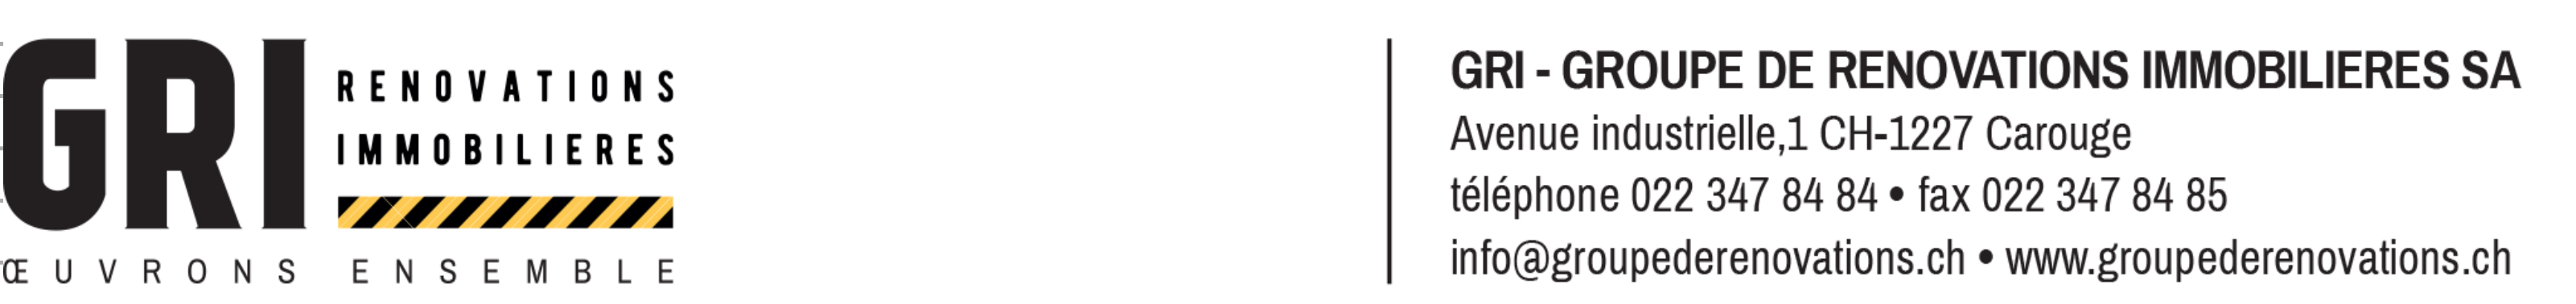 GRI
RENOVATIONS
IMMOBILIERES
ŒUVRONS ENSEMBLE
GRI - GROUPE DE RENOVATIONS IMMOBILIERES SA
Avenue industrielle,1 CH-1227 Carouge
téléphone 022 347 84 84 • fax 022 347 84 85
info@groupederenovations.ch • www.groupederenovations.ch